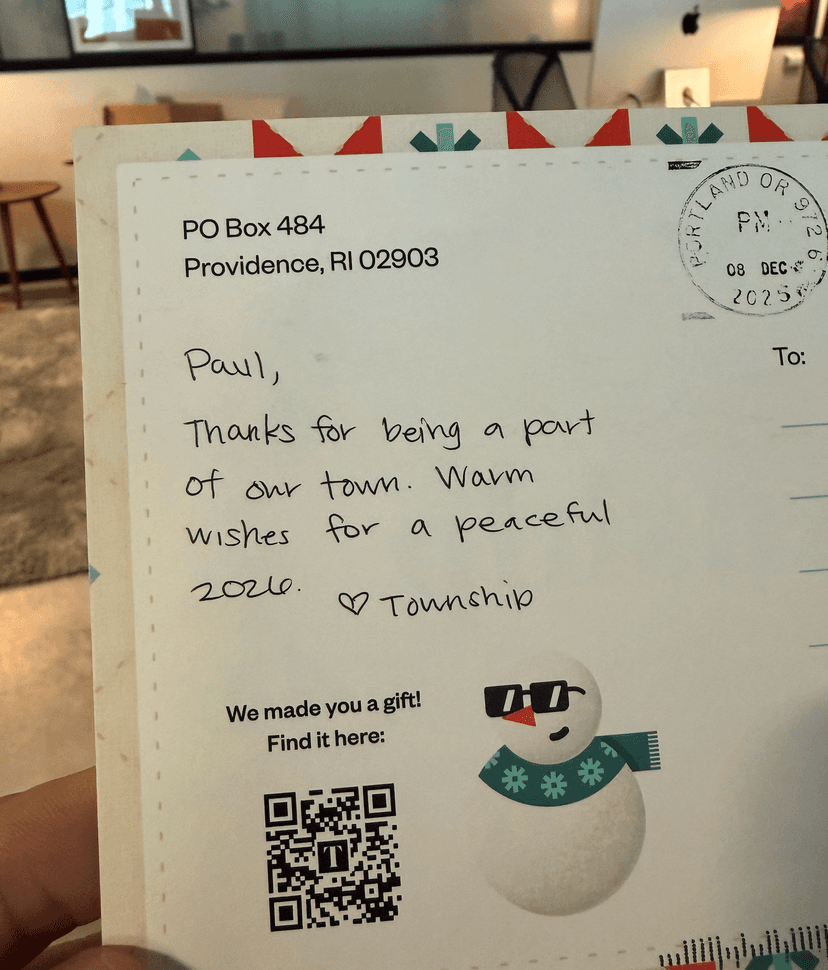 PO Box 484
Providence, RI 02903
PORTLAND OR 972
PM
08 DEC
2025
To:
Paul,
Thanks for being a part
of our town. Warm
wishes for a peaceful
2026.
♡ Township
We made you a gift!
Find it here:
T